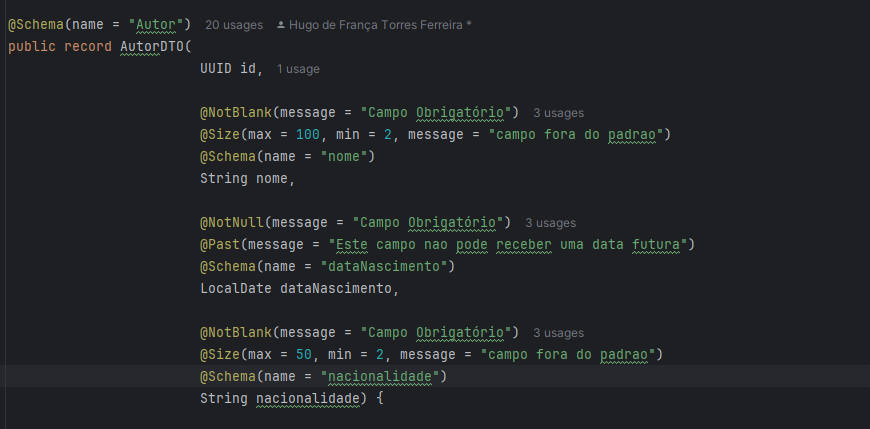 @Schema(name = "Autor") 20 usages Hugo de França Torres Ferreira *
public record AutorDTO(
UUID id, 1 usage
@NotBlank(message = "Campo Obrigatório") 3 usages
@Size(max = 100, min = 2, message = "campo fora do padrao")
@Schema(name = "nome")
String nome,
@NotNull(message = "Campo Obrigatório") 3 usages
@Past(message = "Este campo nao pode receber uma data futura")
@Schema(name = "dataNascimento")
LocalDate dataNascimento,
@NotBlank(message = "Campo Obrigatório") 3 usages
@Size(max = 50, min = 2, message = "campo fora do padrao")
@Schema(name = "nacionalidade")
String nacionalidade) {